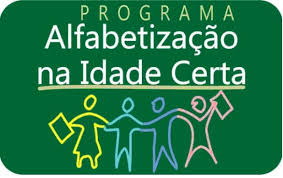 PROGRAMA
Alfabetização
na Idade Certa